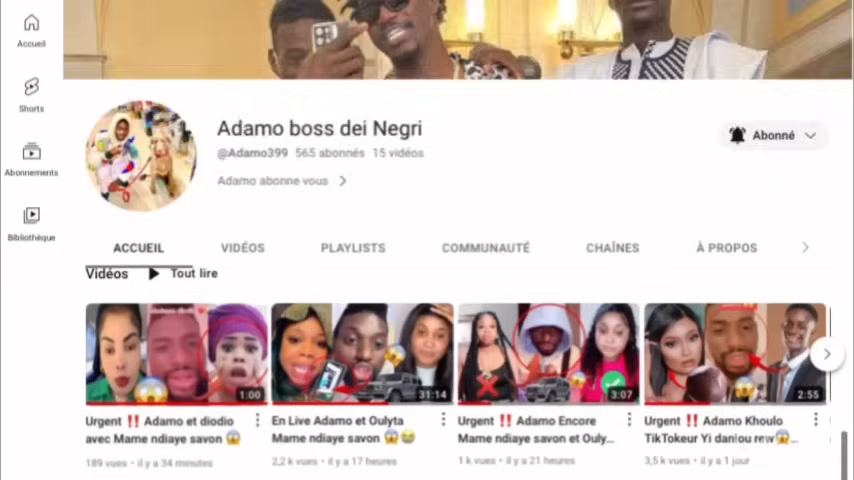 Accueil
Shorts
Abonnements
Bibliothèque
Adamo boss dei Negri
@Adamo399 565 abonnés 15 vidéos
Adamo abonne vous
Abonné
ACCUEIL VIDÉOS PLAYLISTS COMMUNAUTÉ CHAÎNES À PROPOS
Vidéos Tout lire
1:00
31:14
3:07
2:55
Urgent ‼️ Adamo et diodio
avec Mame ndiaye savon 😱
189 vues • il y a 34 minutes
En Live Adamo et Oulyta
Mame ndiaye savon 😱😭
2,2 k vues • il y a 17 heures
Urgent ‼️ Adamo Encore
Mame ndiaye savon et Ouly...
1 k vues • il y a 21 heures
Urgent ‼️ Adamo Khoulo
TikTokeur Yi danlou rew😱...
3,5 k vues • il y a 1 jour